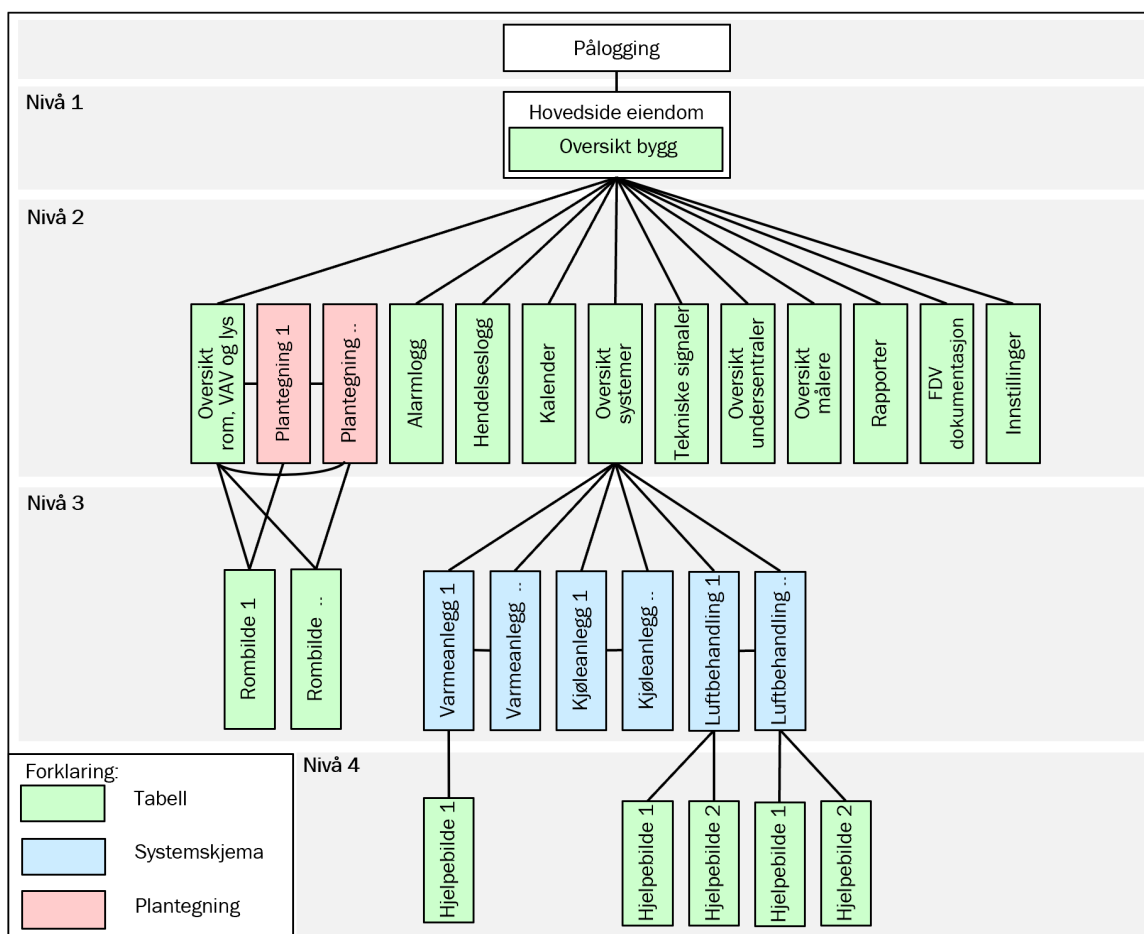 Pålogging
Nivå 1
Hovedside eiendom
Oversikt bygg
Nivå 2
Oversikt
rom, VAV og lys
Plantegning 1
Plantegning ..
Alarmlogg
Hendelseslogg
Kalender
Oversikt
systemer
Tekniske signaler
Oversikt
undersentraler
Oversikt
målere
Rapporter
FDV
dokumentasjon
Innstillinger
Nivå 3
Rombilde 1
Rombilde ..
Varmeanlegg 1
Varmeanlegg ..
Kjøleanlegg 1
Kjøleanlegg ..
Luftbehandling 1
Luftbehandling ..
Nivå 4
Hjelpebilde 1
Hjelpebilde 1
Hjelpebilde 2
Hjelpebilde 1
Hjelpebilde 2
Forklaring:
Tabell
Systemskjema
Plantegning